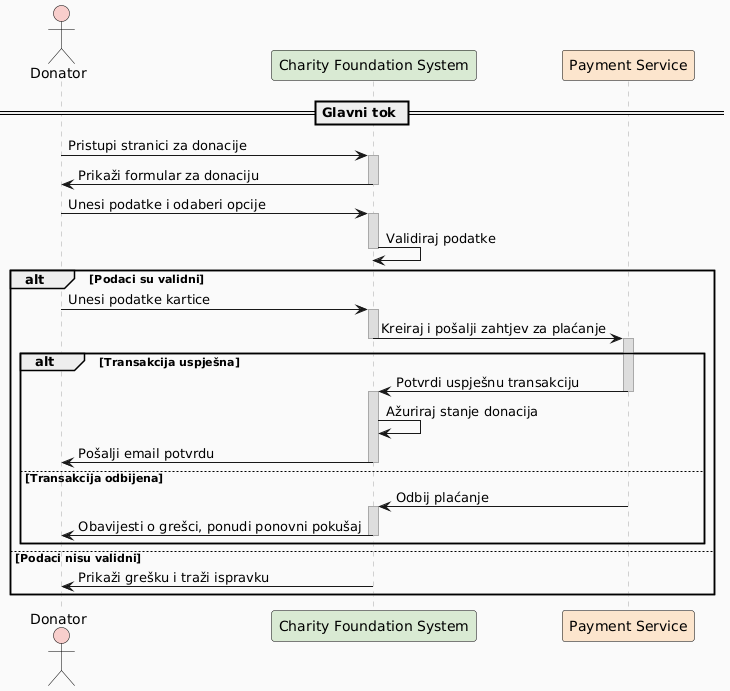 Donator
Charity Foundation System
Payment Service
Glavni tok
Pristupi stranici za donacije
Prikaži formular za donaciju
Unesi podatke i odaberi opcije
Validiraj podatke
alt [Podaci su validni]
Unesi podatke kartice
Kreiraj i pošalji zahtjev za plaćanje
alt [Transakcija uspješna]
Potvrdi uspješnu transakciju
Ažuriraj stanje donacija
Pošalji email potvrdu
[Transakcija odbijena]
Odbij plaćanje
Obavijesti o grešci, ponudi ponovni pokušaj
[Podaci nisu validni]
Prikaži grešku i traži ispravku
Donator
Charity Foundation System
Payment Service